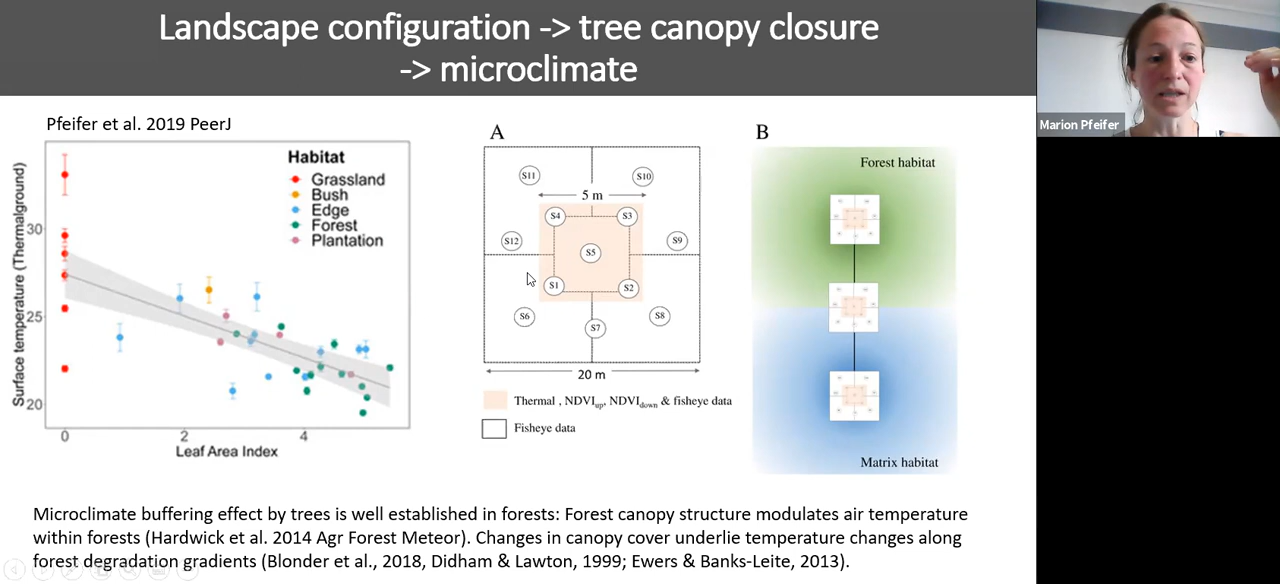 Landscape configuration -> tree canopy closure
-> microclimate
Marion Pfeifer
Pfeifer et al. 2019 PeerJ
Surface temperature (Thermalground)
30
25
20
0
2
4
Leaf Area Index
Habitat
Grassland
Bush
Edge
Forest
Plantation
A
S11
S10
5 m
S4
S3
S12
S9
S5
S1
S2
S6
S7
S8
20 m
Thermal , NDVIup, NDVIdown & fisheye data
Fisheye data
B
Forest habitat
Matrix habitat
Microclimate buffering effect by trees is well established in forests: Forest canopy structure modulates air temperature
within forests (Hardwick et al. 2014 Agr Forest Meteor). Changes in canopy cover underlie temperature changes along
forest degradation gradients (Blonder et al., 2018, Didham & Lawton, 1999; Ewers & Banks-Leite, 2013).